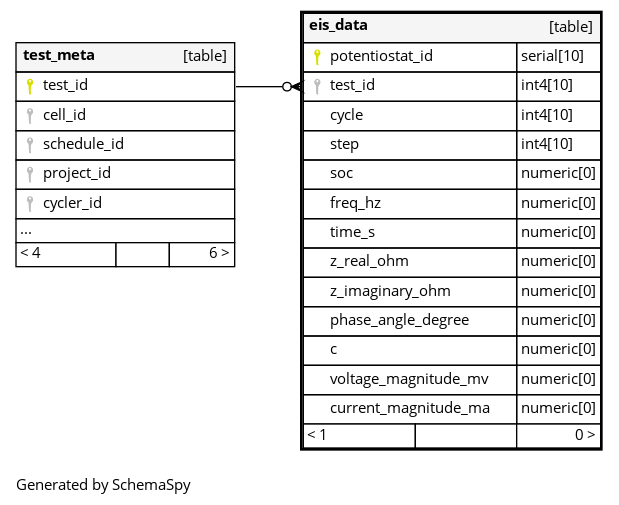 test_meta [table]
test_id
cell_id
schedule_id
project_id
cycler_id
...
< 4 6 >
eis_data [table]
potentiostat_id serial[10]
test_id int4[10]
cycle int4[10]
step int4[10]
soc numeric[0]
freq_hz numeric[0]
time_s numeric[0]
z_real_ohm numeric[0]
z_imaginary_ohm numeric[0]
phase_angle_degree numeric[0]
c numeric[0]
voltage_magnitude_mv numeric[0]
current_magnitude_ma numeric[0]
< 1 0 >
Generated by SchemaSpy